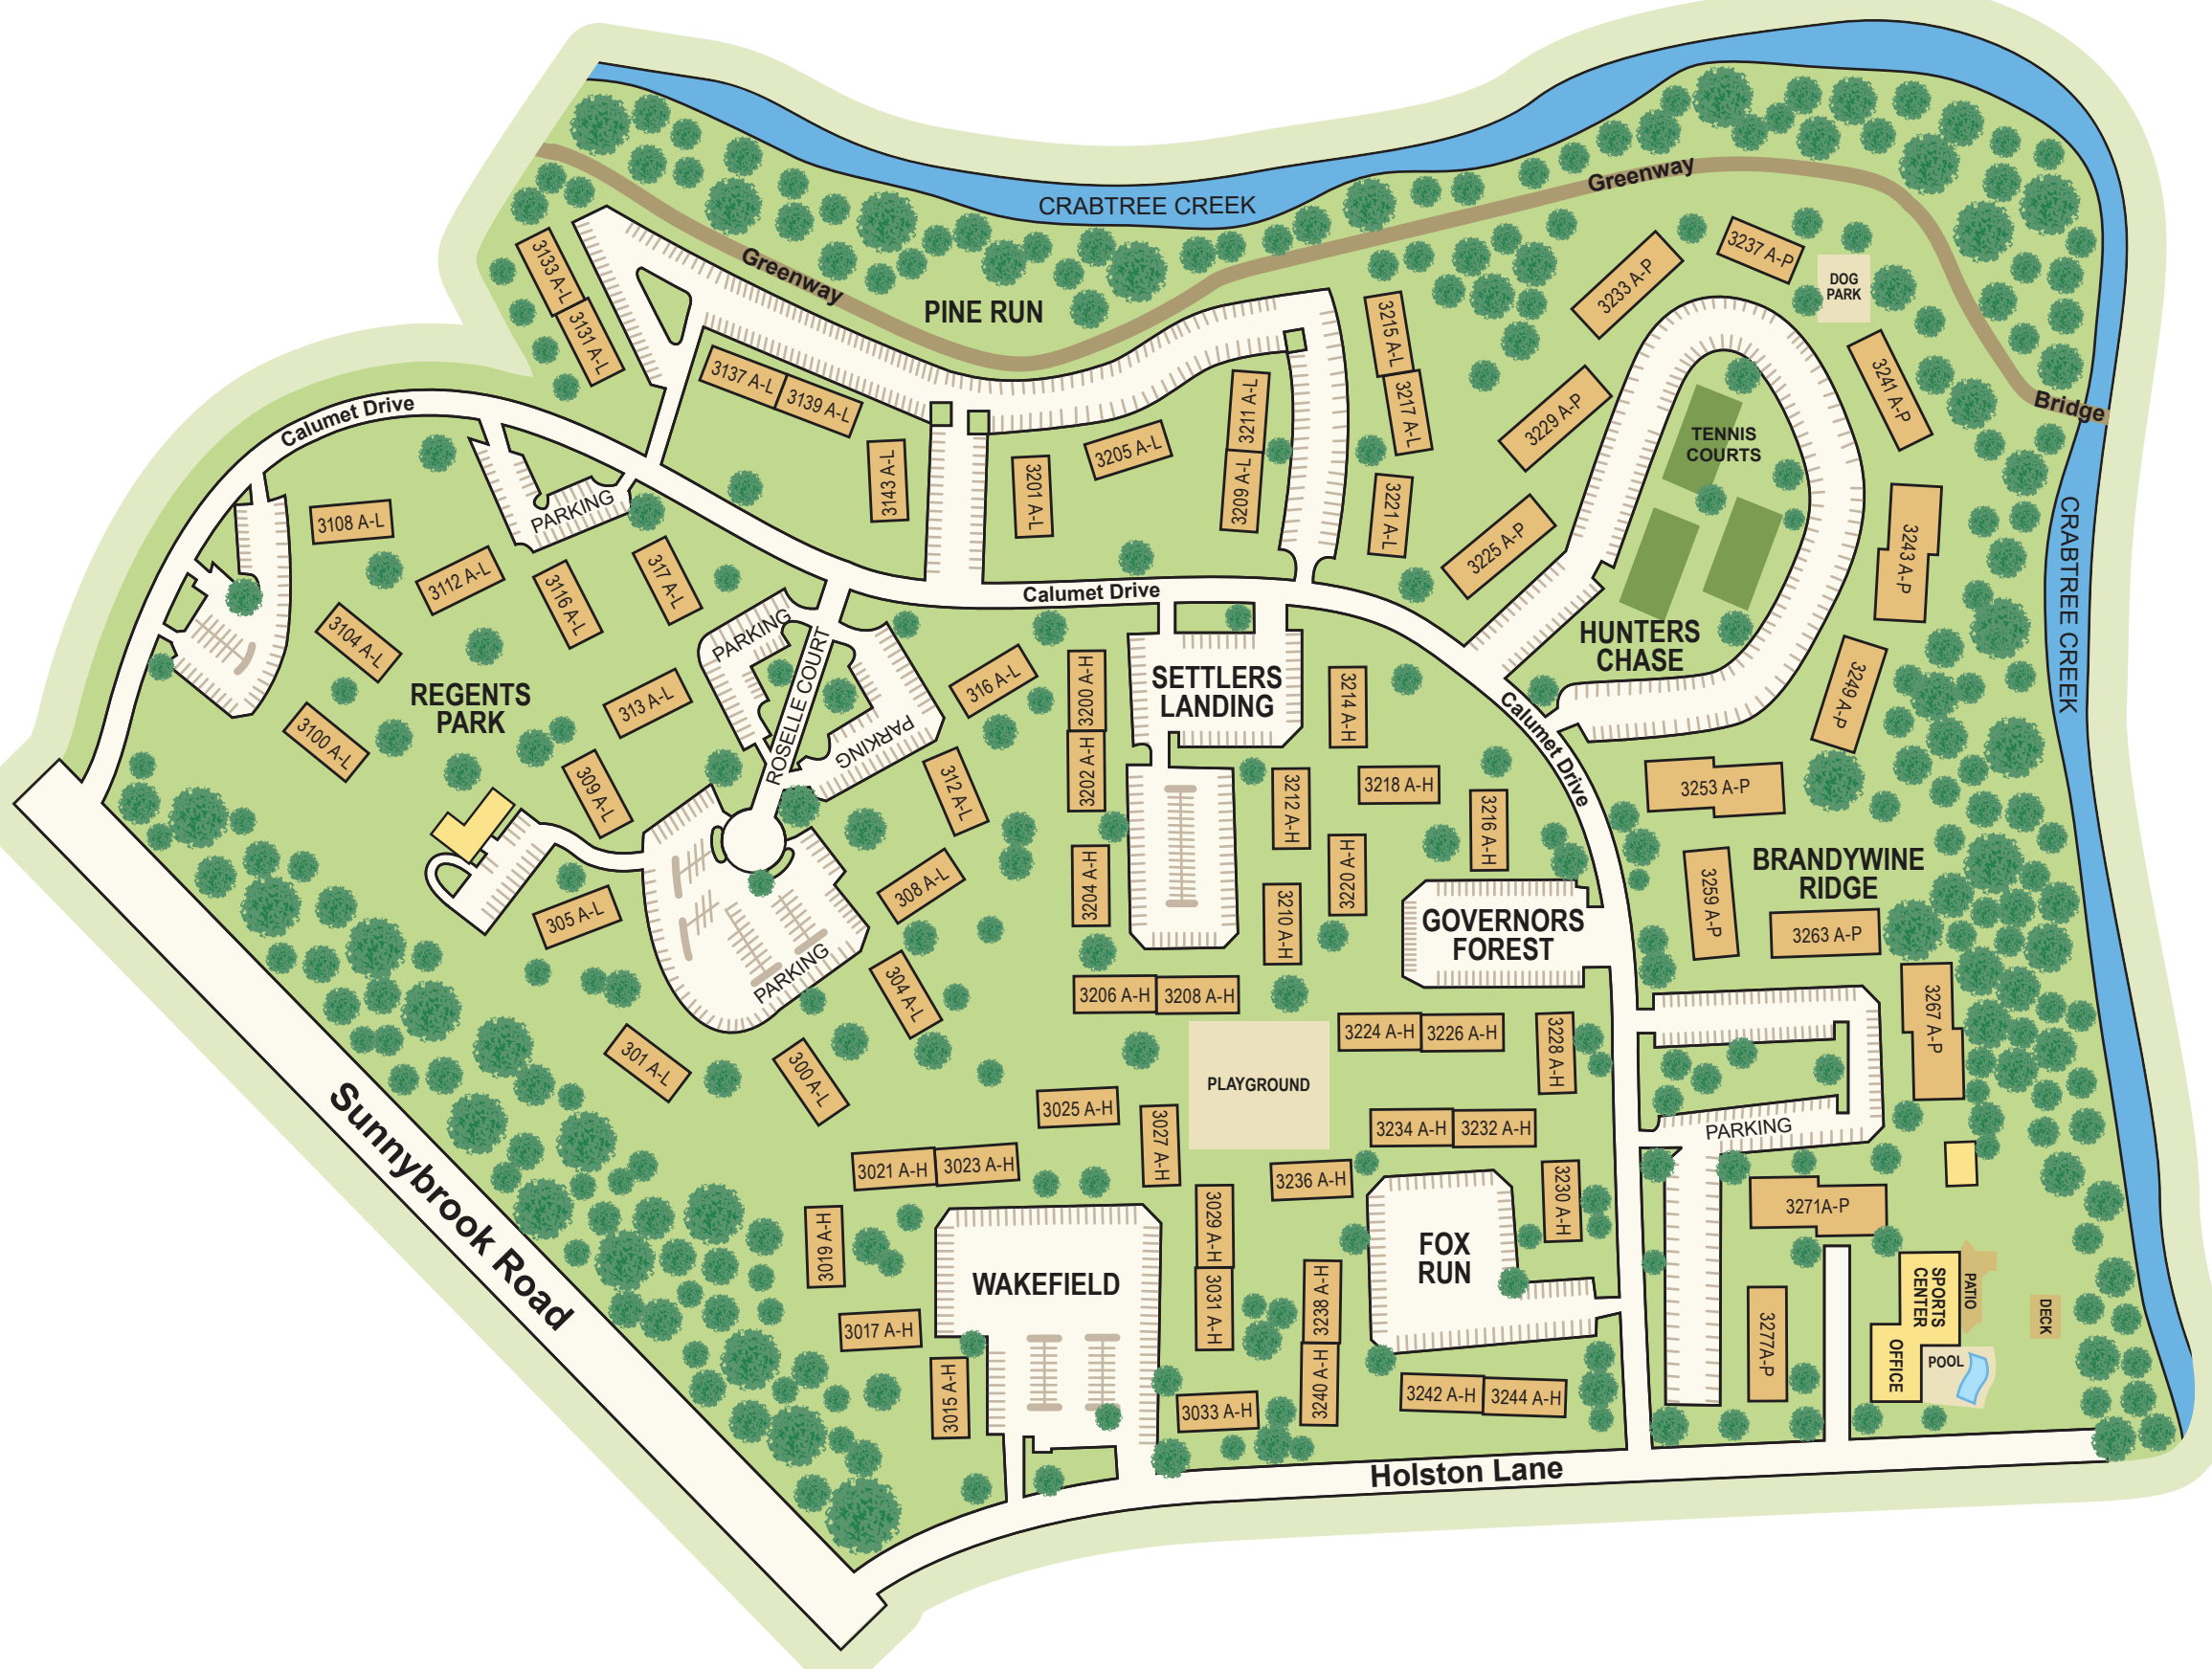 CRABTREE CREEK
Greenway
Greenway
Bridge
CRABTREE CREEK
PINE RUN
3133 A-L
3131 A-L
3137 A-L
3139 A-L
3143 A-L
3201 A-L
3205 A-L
3211 A-L
3209 A-L
3215 A-L
3217 A-L
3221 A-L
3233 A-P
3237 A-P
3229 A-P
3225 A-P
DOG
PARK
3241 A-P
3243 A-P
3249 A-P
TENNIS
COURTS
HUNTERS
CHASE
Calumet Drive
Calumet Drive
Calumet Drive
PARKING
3108 A-L
3112 A-L
3116 A-L
317 A-L
3104 A-L
3100 A-L
REGENTS
PARK
313 A-L
309 A-L
305 A-L
301 A-L
300 A-L
304 A-L
308 A-L
312 A-L
316 A-L
PARKING
ROSELLE COURT
PARKING
PARKING
SETTLERS
LANDING
3200 A-H
3202 A-H
3204 A-H
3206 A-H
3208 A-H
3210 A-H
3212 A-H
3214 A-H
3218 A-H
3216 A-H
3220 A-H
GOVERNORS
FOREST
3224 A-H
3226 A-H
3228 A-H
PLAYGROUND
3234 A-H
3232 A-H
3230 A-H
3236 A-H
FOX
RUN
3238 A-H
3240 A-H
3242 A-H
3244 A-H
3253 A-P
BRANDYWINE
RIDGE
3259 A-P
3263 A-P
3267 A-P
PARKING
3271A-P
3277A-P
SPORTS
CENTER
OFFICE
PATIO
POOL
DECK
3025 A-H
3027 A-H
3021 A-H
3023 A-H
3019 A-H
3017 A-H
3015 A-H
WAKEFIELD
3029 A-H
3031 A-H
3033 A-H
Sunnybrook Road
Holston Lane